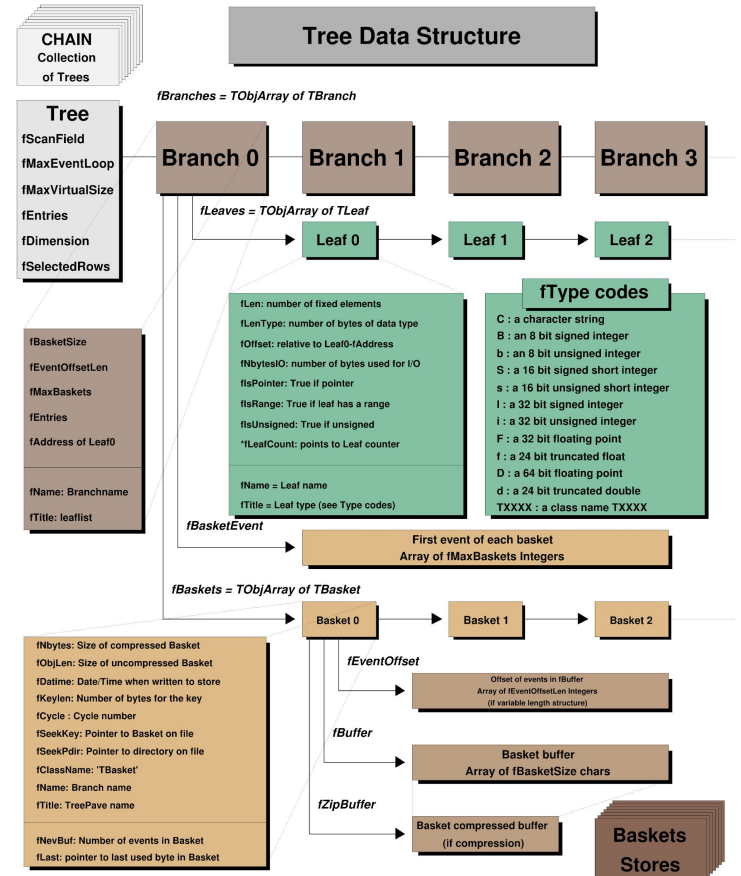 CHAIN
Collection
of Trees
Tree Data Structure
fBranches = TObjArray of TBranch
Tree
fScanField
fMaxEventLoop
fMaxVirtualSize
fEntries
fDimension
fSelectedRows
Branch 0
Branch 1
Branch 2
Branch 3
fLeaves = TObjArray of TLeaf
Leaf 0
Leaf 1
Leaf 2
fBasketSize
fEventOffsetLen
fMaxBaskets
fEntries
fAddress of Leaf0
fName: Branchname
fTitle: leaflist
fLen: number of fixed elements
fLenType: number of bytes of data type
fOffset: relative to Leaf0-fAddress
fNbytesIO: number of bytes used for I/O
fIsPointer: True if pointer
fIsRange: True if leaf has a range
fIsUnsigned: True if unsigned
*fLeafCount: points to Leaf counter
fName = Leaf name
fTitle = Leaf type (see Type codes)
fType codes
C : a character string
B : an 8 bit signed integer
b : an 8 bit unsigned integer
S : a 16 bit signed short integer
s : a 16 bit unsigned short integer
I : a 32 bit signed integer
i : a 32 bit unsigned integer
F : a 32 bit floating point
f : a 24 bit truncated float
D : a 64 bit floating point
d : a 24 bit truncated double
TXXXX : a class name TXXXX
fBasketEvent
First event of each basket
Array of fMaxBaskets Integers
fBaskets = TObjArray of TBasket
Basket 0
Basket 1
Basket 2
fNbytes: Size of compressed Basket
fObjLen: Size of uncompressed Basket
fDatime: Date/Time when written to store
fKeylen: Number of bytes for the key
fCycle : Cycle number
fSeekKey: Pointer to Basket on file
fSeekPdir: Pointer to directory on file
fClassName: 'TBasket'
fName: Branch name
fTitle: TreePave name
fNevBuf: Number of events in Basket
fLast: pointer to last used byte in Basket
fEventOffset
Offset of events in fBuffer
Array of fEventOffsetLen Integers
(if variable length structure)
fBuffer
Basket buffer
Array of fBasketSize chars
fZipBuffer
Basket compressed buffer
(if compression)
Baskets
Stores